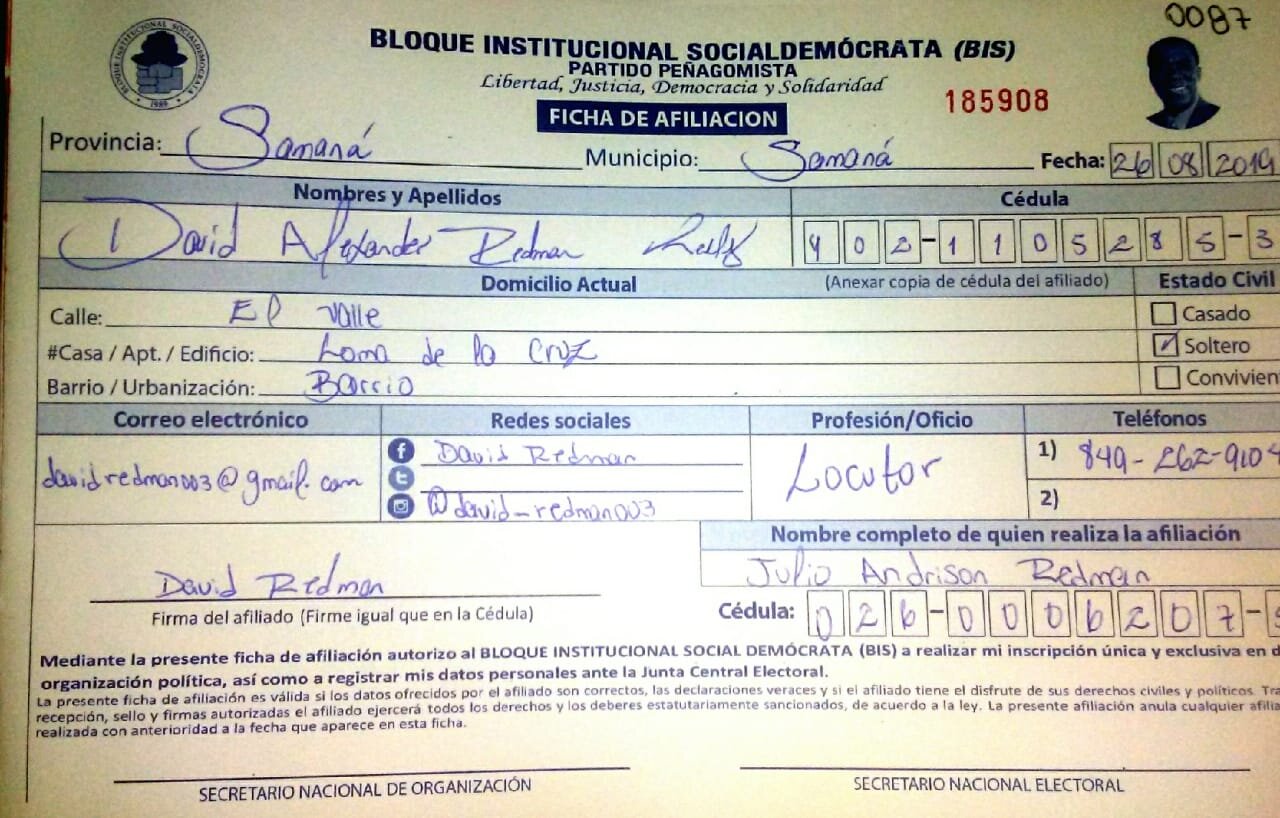 0087
BLOQUE INSTITUCIONAL SOCIALDEMÓCRATA (BIS)
PARTIDO PEÑAGOMISTA
Libertad, Justicia, Democracia y Solidaridad
185908
FICHA DE AFILIACION
BLOQUE INSTITUCIONAL SOCIALDEMOCRATA
1989
Provincia: Samaná Municipio: Samaná Fecha: 26 08 2019
Nombres y Apellidos Cédula
David Alexander Redman 402-1105285-3
Domicilio Actual (Anexar copia de cédula del afiliado) Estado Civil
Calle: El Valle Casado
#Casa / Apt. / Edificio: Loma de la Cruz Soltero
Barrio / Urbanización: Barrio Convivien
Correo electrónico Redes sociales Profesión/Oficio Teléfonos
davidredman003@gmail.com David Redman Locutor 1) 849-262-9104
@david_redman003 2)
Nombre completo de quien realiza la afiliación
David Redman Julio Andrison Redman
Firma del afiliado (Firme igual que en la Cédula) Cédula: 026-0006207-
Mediante la presente ficha de afiliación autorizo al BLOQUE INSTITUCIONAL SOCIAL DEMÓCRATA (BIS) a realizar mi inscripción única y exclusiva en
organización política, así como a registrar mis datos personales ante la Junta Central Electoral.
La presente ficha de afiliación es válida si los datos ofrecidos por el afiliado son correctos, las declaraciones veraces y si el afiliado tiene el disfrute de sus derechos civiles y políticos. Tra
recepción, sello y firmas autorizadas el afiliado ejercerá todos los derechos y los deberes estatutariamente sancionados, de acuerdo a la ley. La presente afiliación anula cualquier afilia
realizada con anterioridad a la fecha que aparece en esta ficha.
SECRETARIO NACIONAL DE ORGANIZACIÓN SECRETARIO NACIONAL ELECTORAL